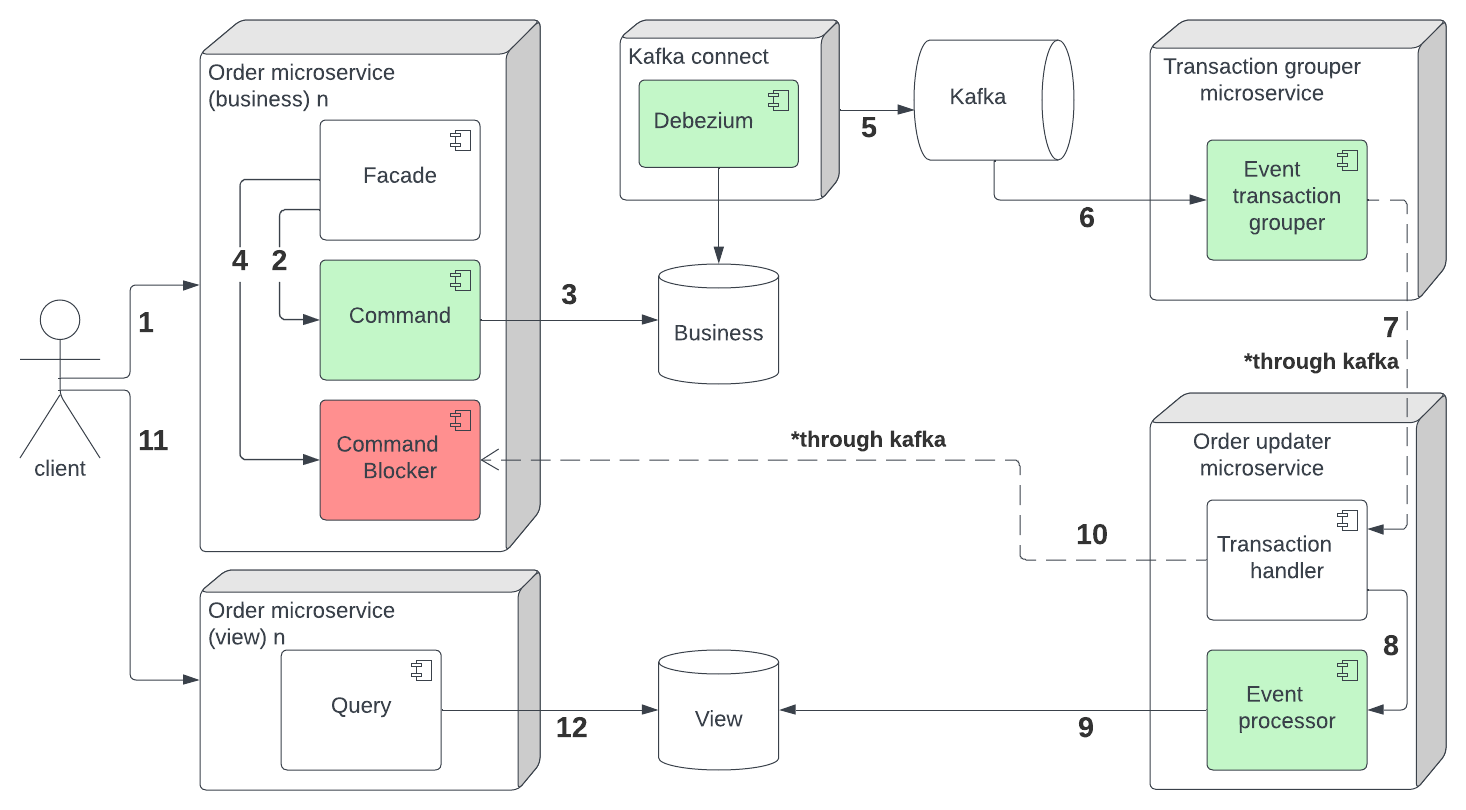 Order microservice
(business) n
Facade
4
2
Command
Command
Blocker
1
11
client
3
Kafka connect
Debezium
5
Kafka
6
Business
Transaction grouper
microservice
Event
transaction
grouper
7
*through kafka
*through kafka
10
Order updater
microservice
Transaction
handler
8
Event
processor
9
Order microservice
(view) n
Query
12
View